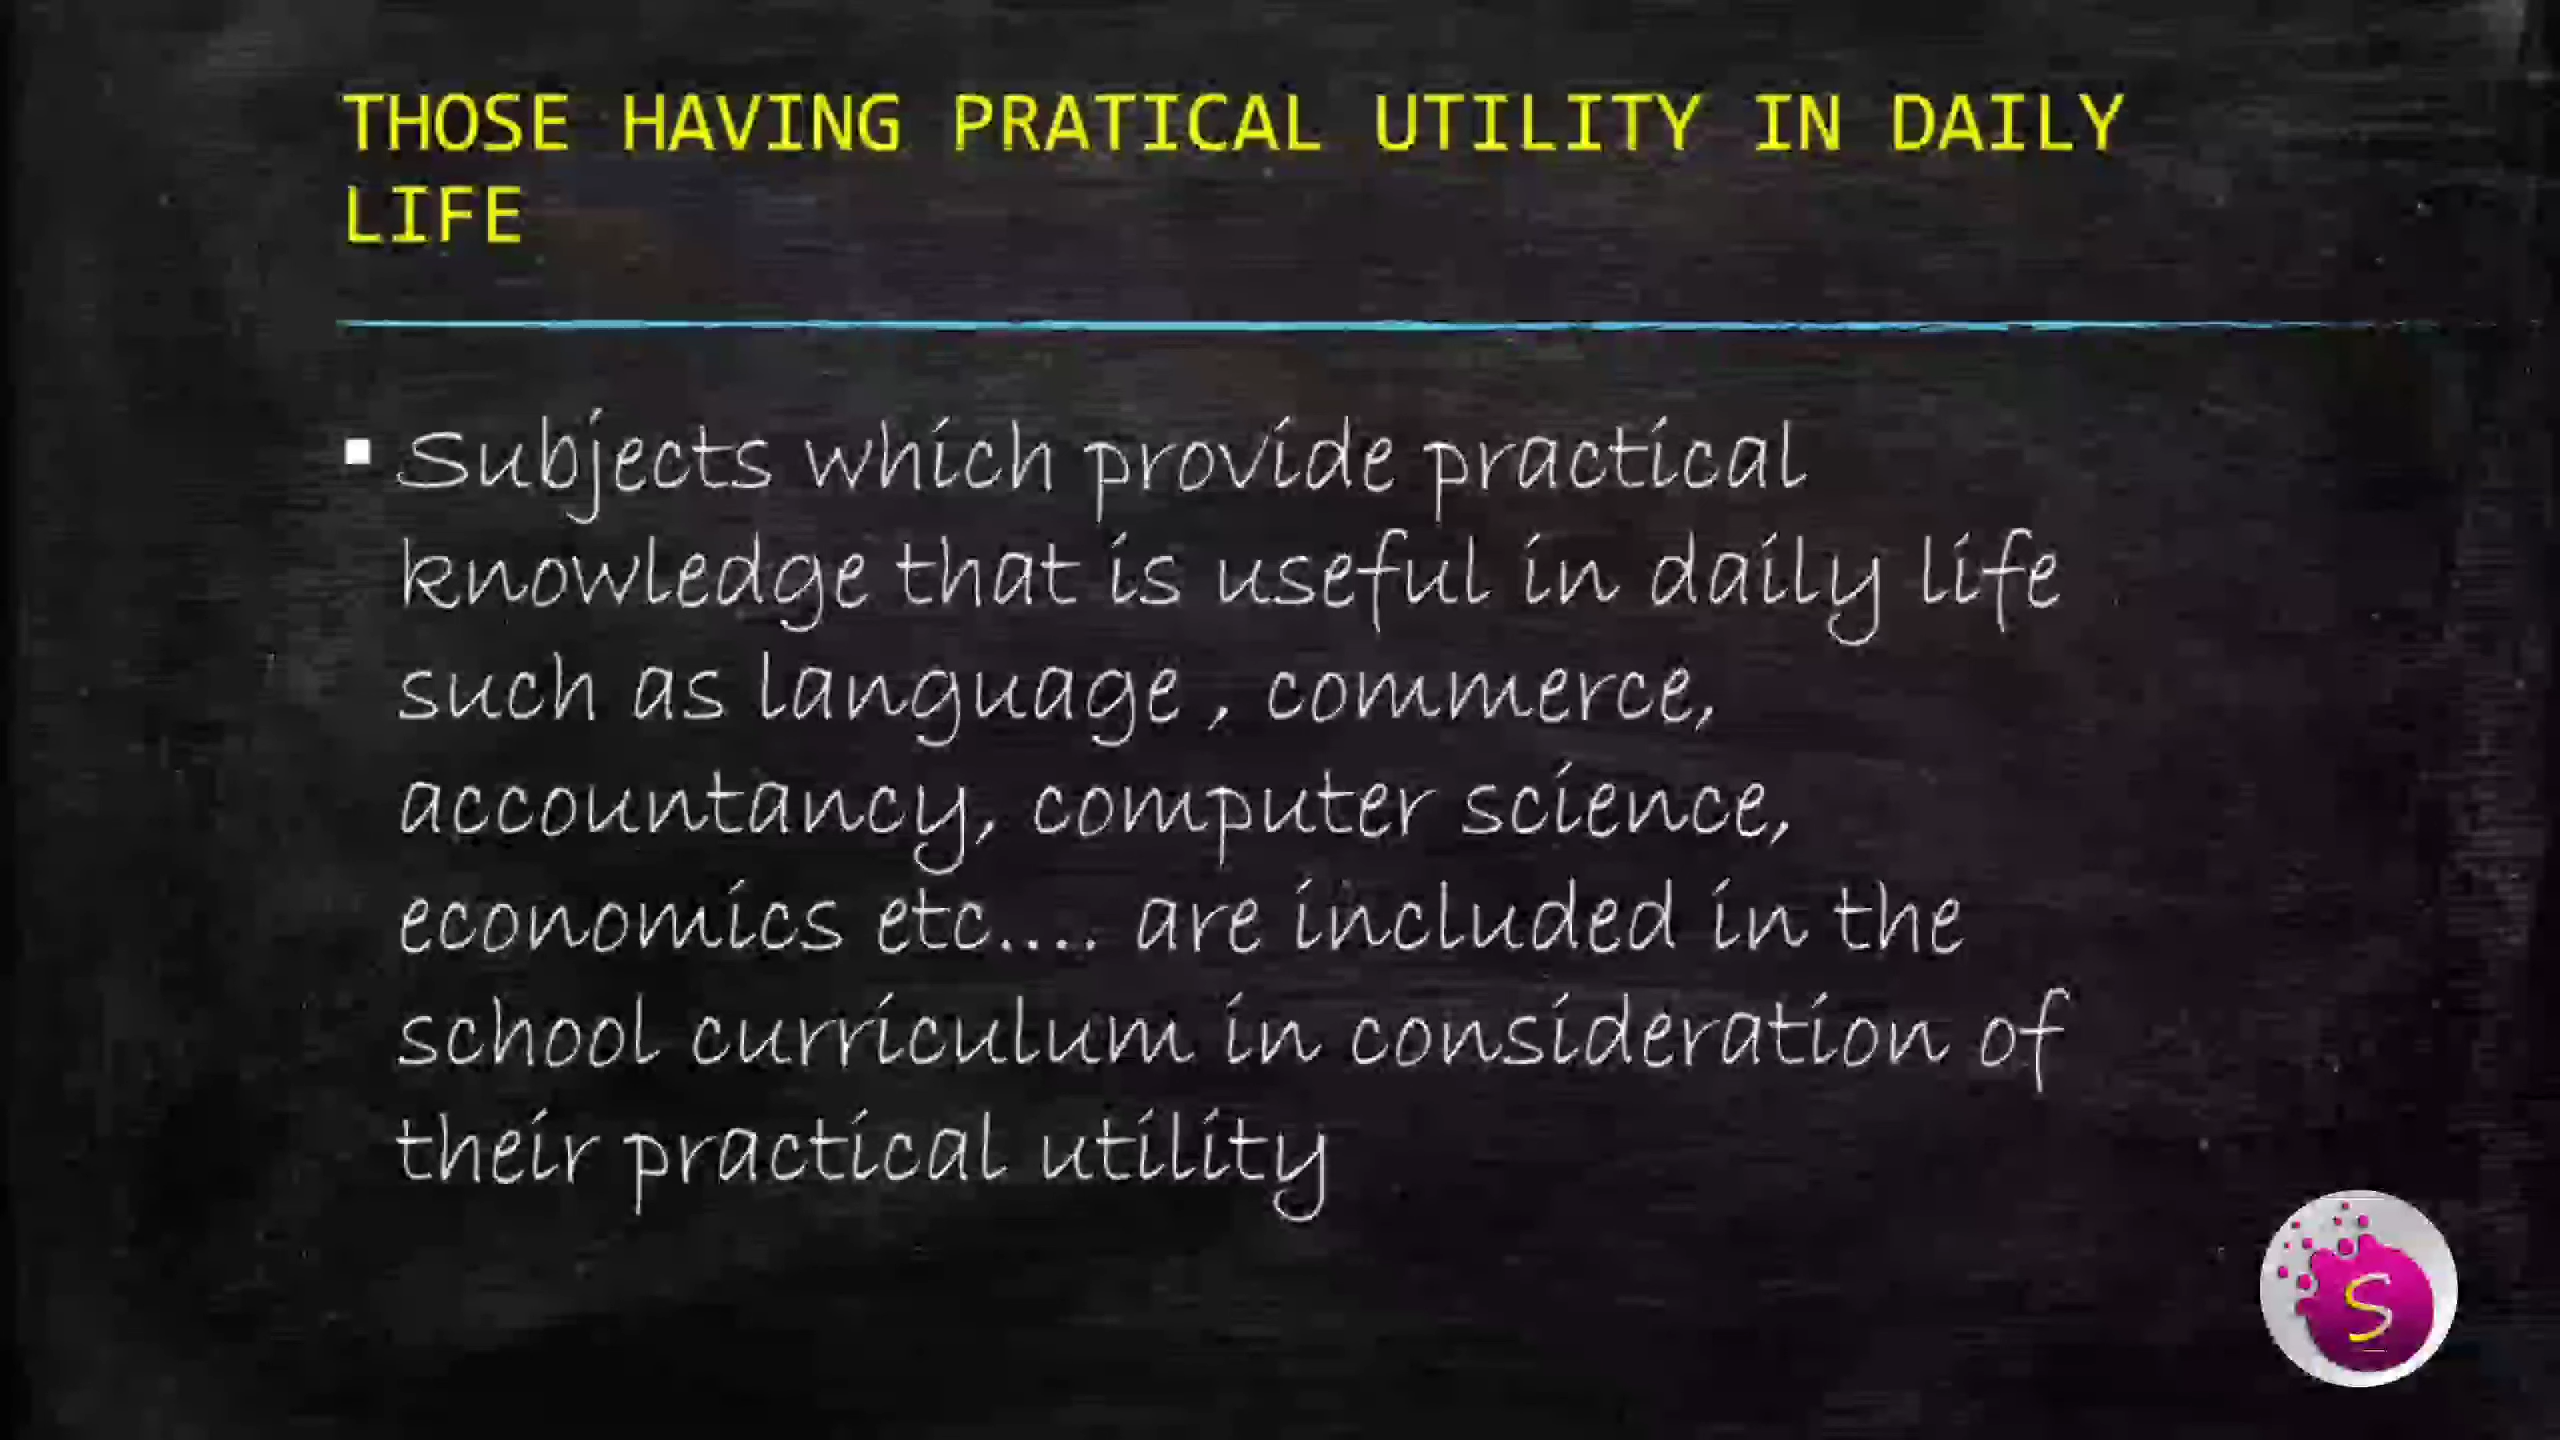 THOSE HAVING PRATICAL UTILITY IN DAILY
LIFE
▪ Subjects which provide practical
knowledge that is useful in daily life
such as language , commerce,
accountancy, computer science,
economics etc.... are included in the
school curriculum in consideration of
their practical utility
S